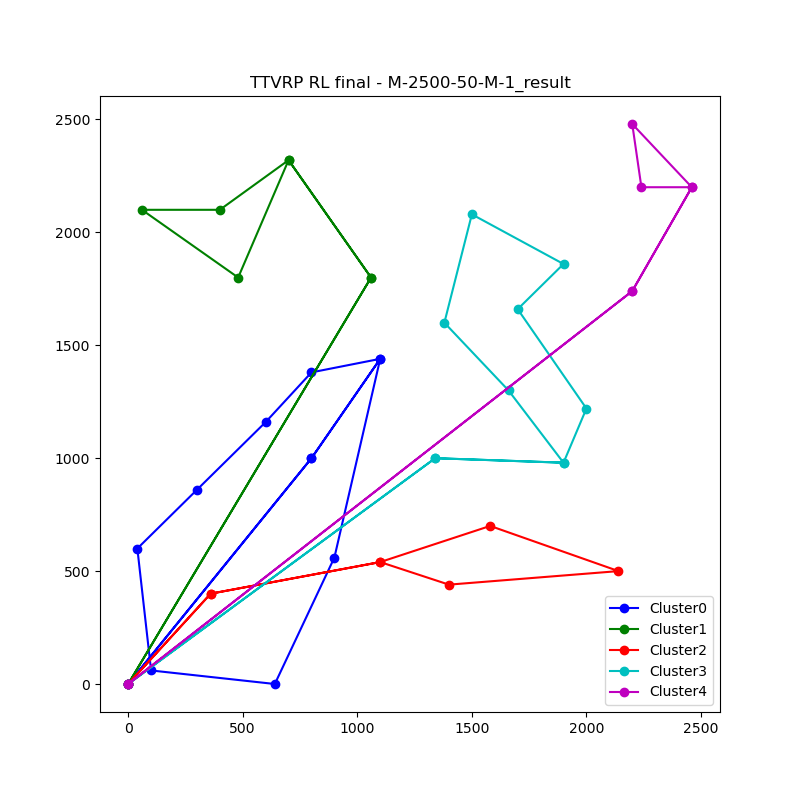 TTVRP RL final - M-2500-50-M-1_result
2500
2000
1500
1000
500
0
0 500 1000 1500 2000 2500
Cluster0
Cluster1
Cluster2
Cluster3
Cluster4